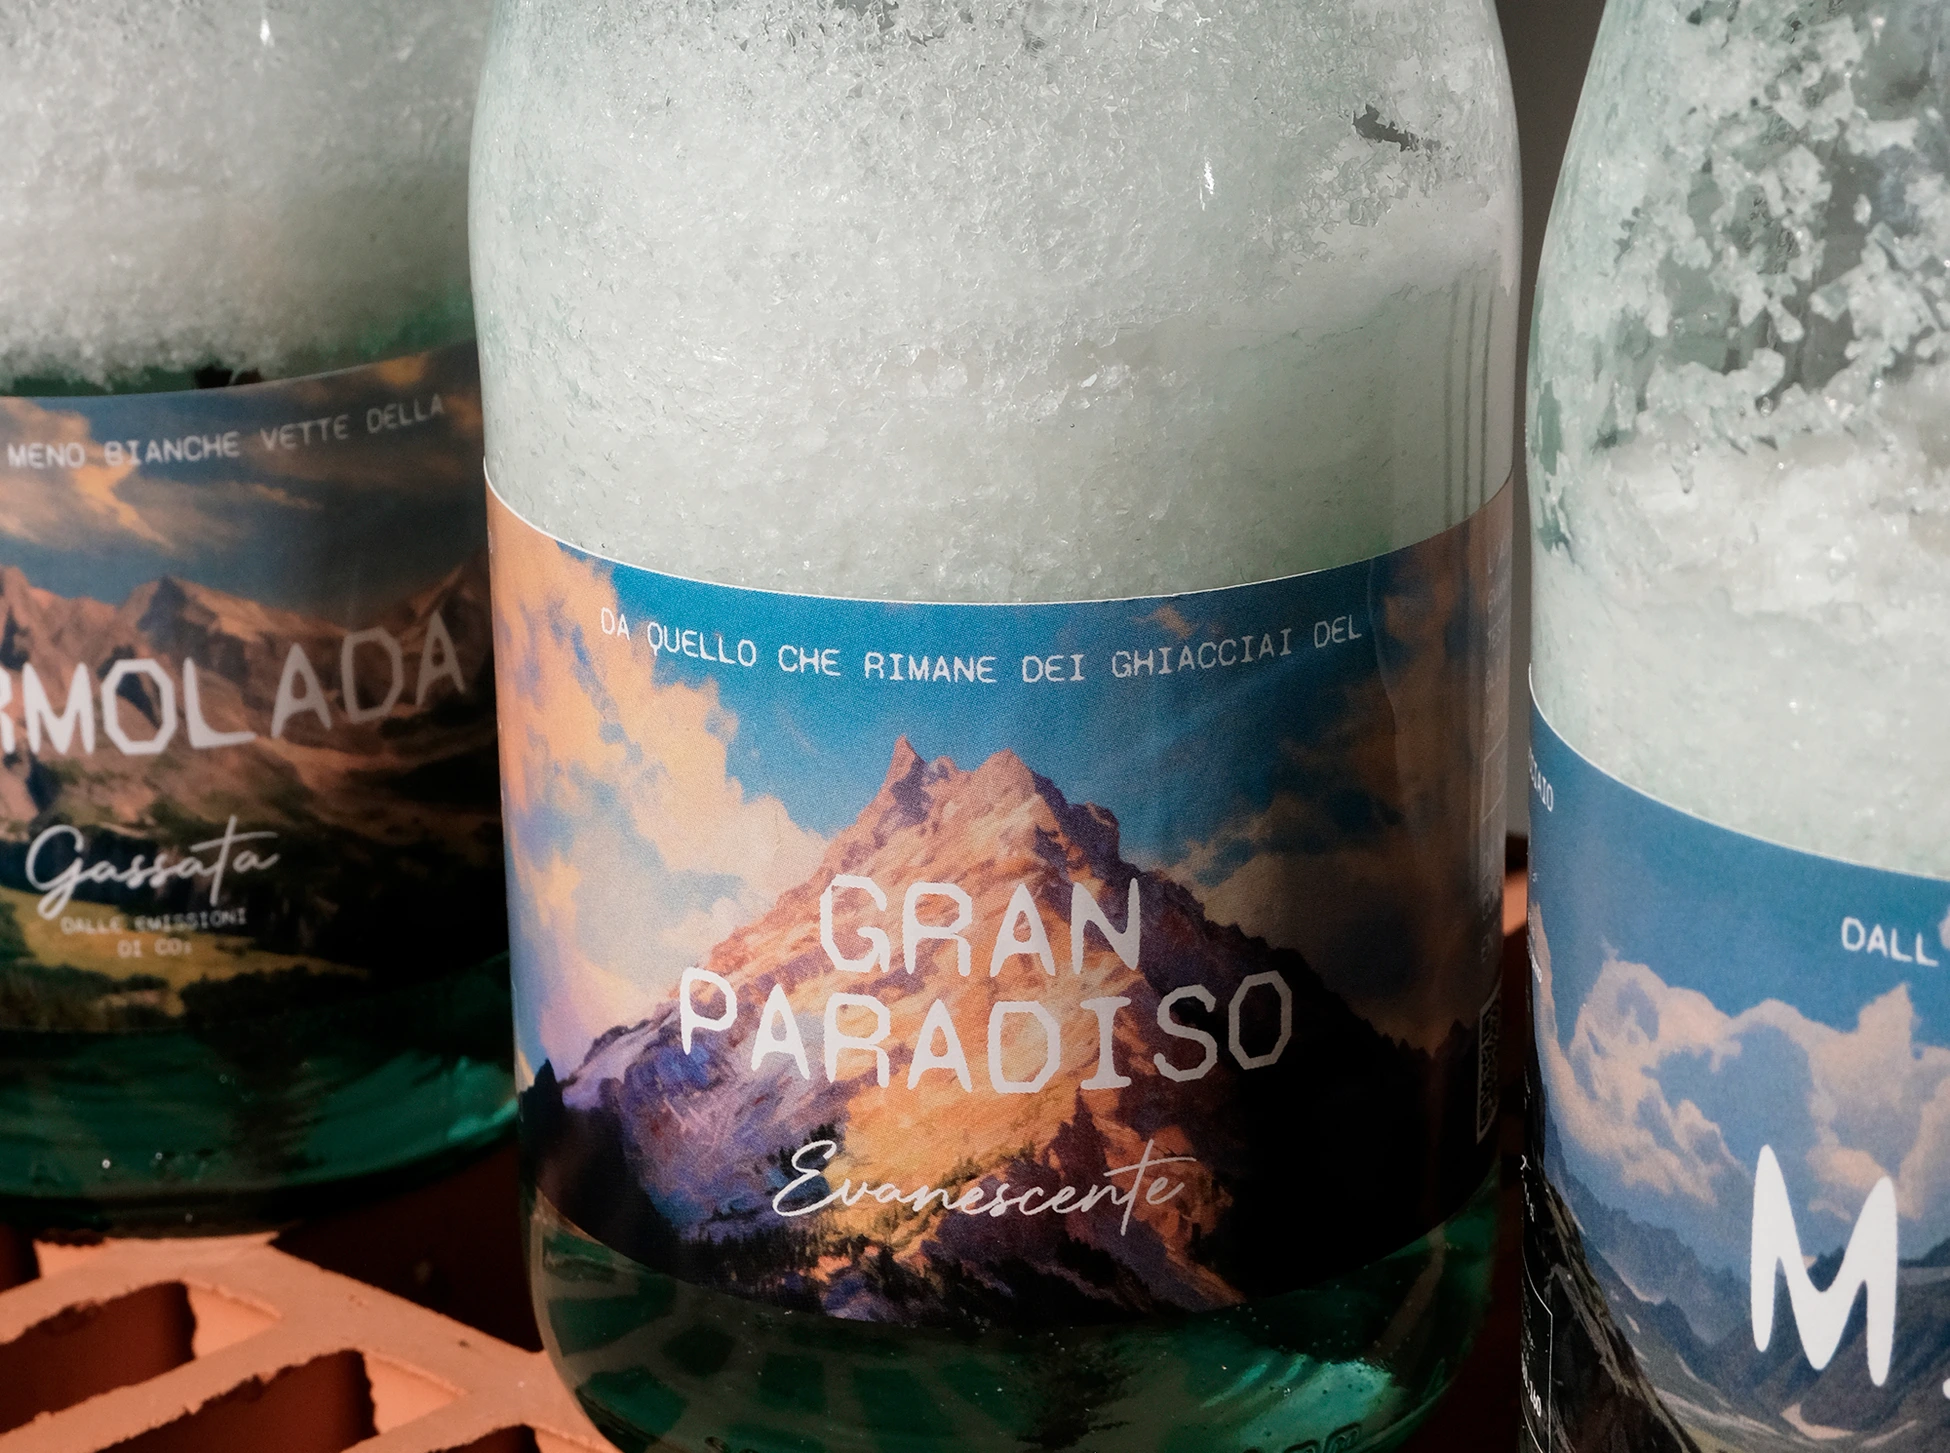 MENO BIANCHE VETTE DELLA
RMOLADA
Gassata
DALLE EMISSIONI
DI CO₂
DA QUELLO CHE RIMANE DEI GHIACCIAI DEL
GRAN
PARADISO
Evanescente
DALL
M